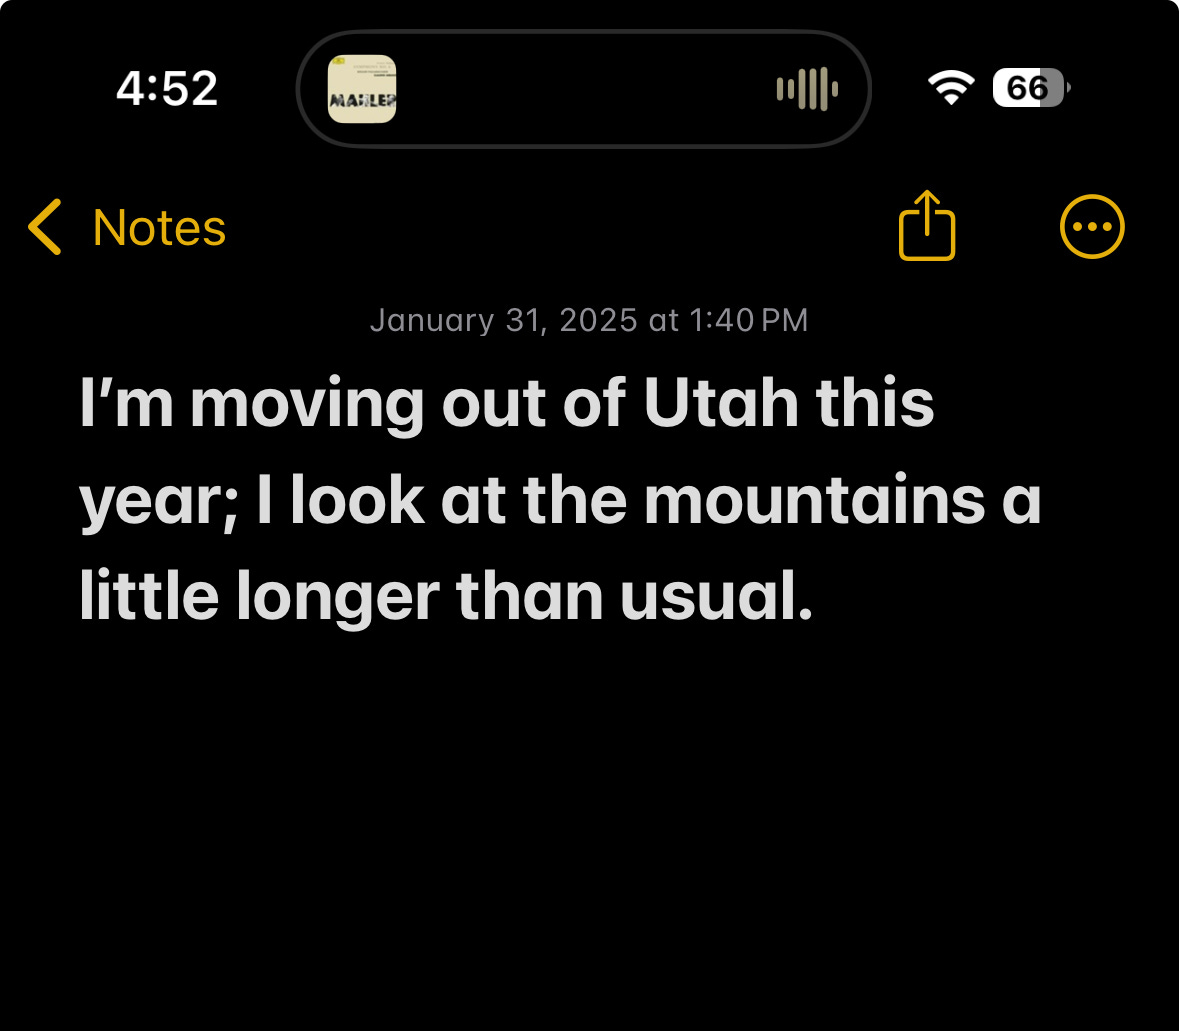 4:52
MAHLER
66
Notes
January 31, 2025 at 1:40 PM
I’m moving out of Utah this
year; I look at the mountains a
little longer than usual.